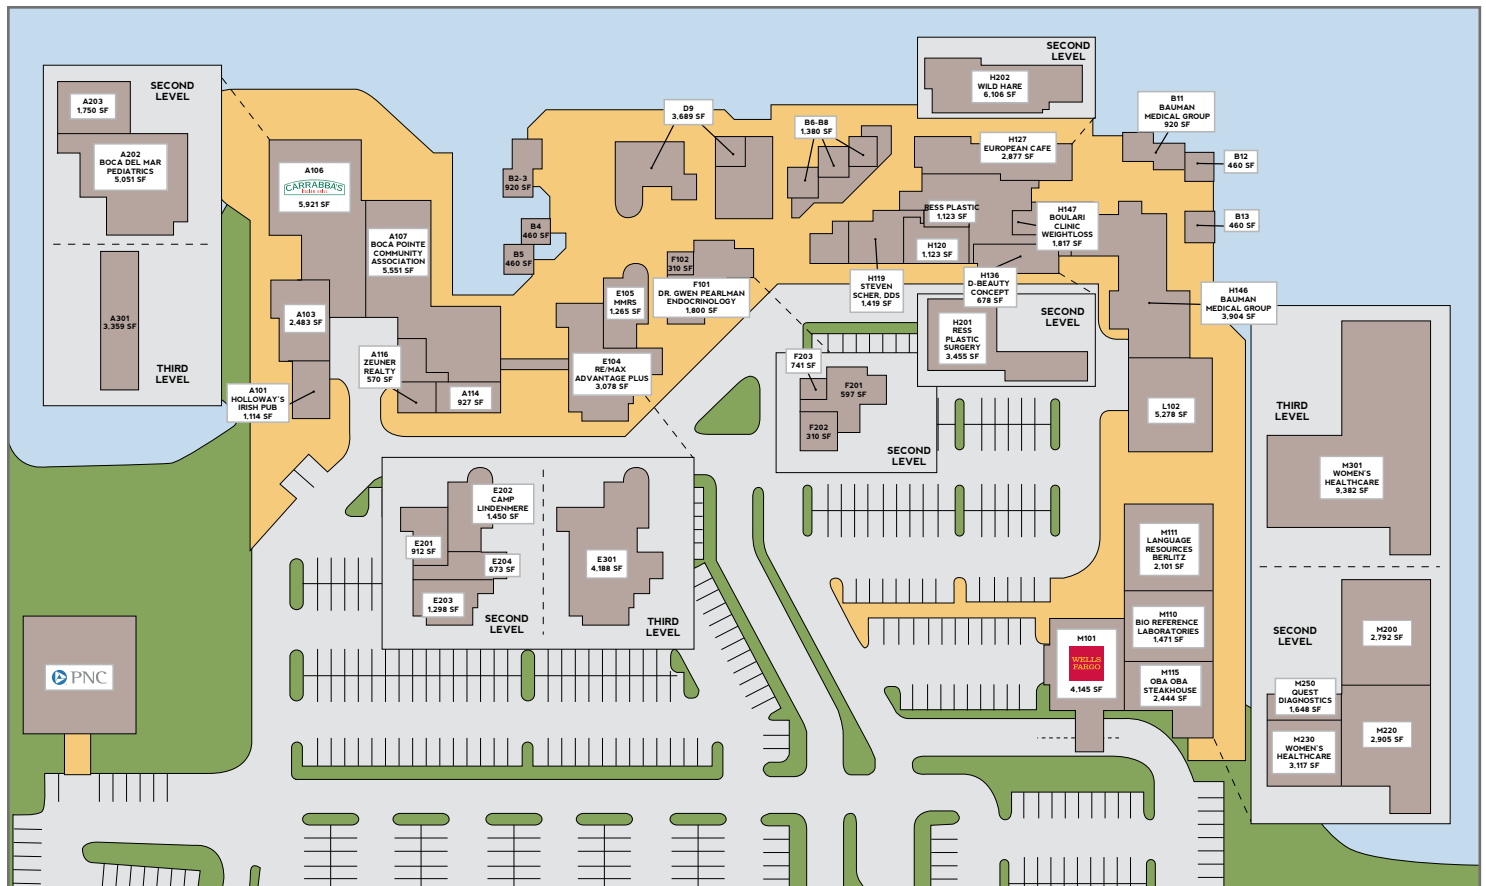 SECOND
LEVEL
A203
1,750 SF
A202
BOCA DEL MAR
PEDIATRICS
5,051 SF
A301
3,359 SF
THIRD
LEVEL
A106
CARRABBA'S
5,921 SF
A107
BOCA POINTE
COMMUNITY
ASSOCIATION
5,551 SF
A103
2,483 SF
A101
HOLLOWAY'S
IRISH PUB
1,114 SF
A116
ZEUNER
REALTY
570 SF
A114
927 SF
B2-3
920 SF
B4
460 SF
B5
460 SF
D9
3,689 SF
B6-B8
1,380 SF
SECOND
LEVEL
H202
WILD HARE
6,106 SF
H127
EUROPEAN CAFE
2,877 SF
B11
BAUMAN
MEDICAL GROUP
920 SF
B12
460 SF
B13
460 SF
RESS PLASTIC
1,123 SF
H120
1,123 SF
H147
BOULARI
CLINIC
WEIGHTLOSS
1,817 SF
H119
STEVEN
SCHER, DDS
1,419 SF
H136
D-BEAUTY
CONCEPT
678 SF
H146
BAUMAN
MEDICAL GROUP
3,904 SF
F102
310 SF
F101
DR. GWEN PEARLMAN
ENDOCRINOLOGY
1,800 SF
E105
MMRS
1,265 SF
E104
RE/MAX
ADVANTAGE PLUS
3,078 SF
SECOND
LEVEL
H201
RESS
PLASTIC
SURGERY
3,455 SF
F203
741 SF
F201
597 SF
F202
310 SF
SECOND
LEVEL
L102
5,278 SF
THIRD
LEVEL
M301
WOMEN'S
HEALTHCARE
9,382 SF
E202
CAMP
LINDENMERE
1,450 SF
E201
912 SF
E204
673 SF
E203
1,298 SF
SECOND
LEVEL
E301
4,188 SF
THIRD
LEVEL
M111
LANGUAGE
RESOURCES
BERLITZ
2,101 SF
M110
BIO REFERENCE
LABORATORIES
1,471 SF
M101
WELLS
FARGO
4,145 SF
M115
OBA OBA
STEAKHOUSE
2,444 SF
SECOND
LEVEL
M200
2,792 SF
M250
QUEST
DIAGNOSTICS
1,648 SF
M230
WOMEN'S
HEALTHCARE
3,117 SF
M220
2,905 SF
PNC